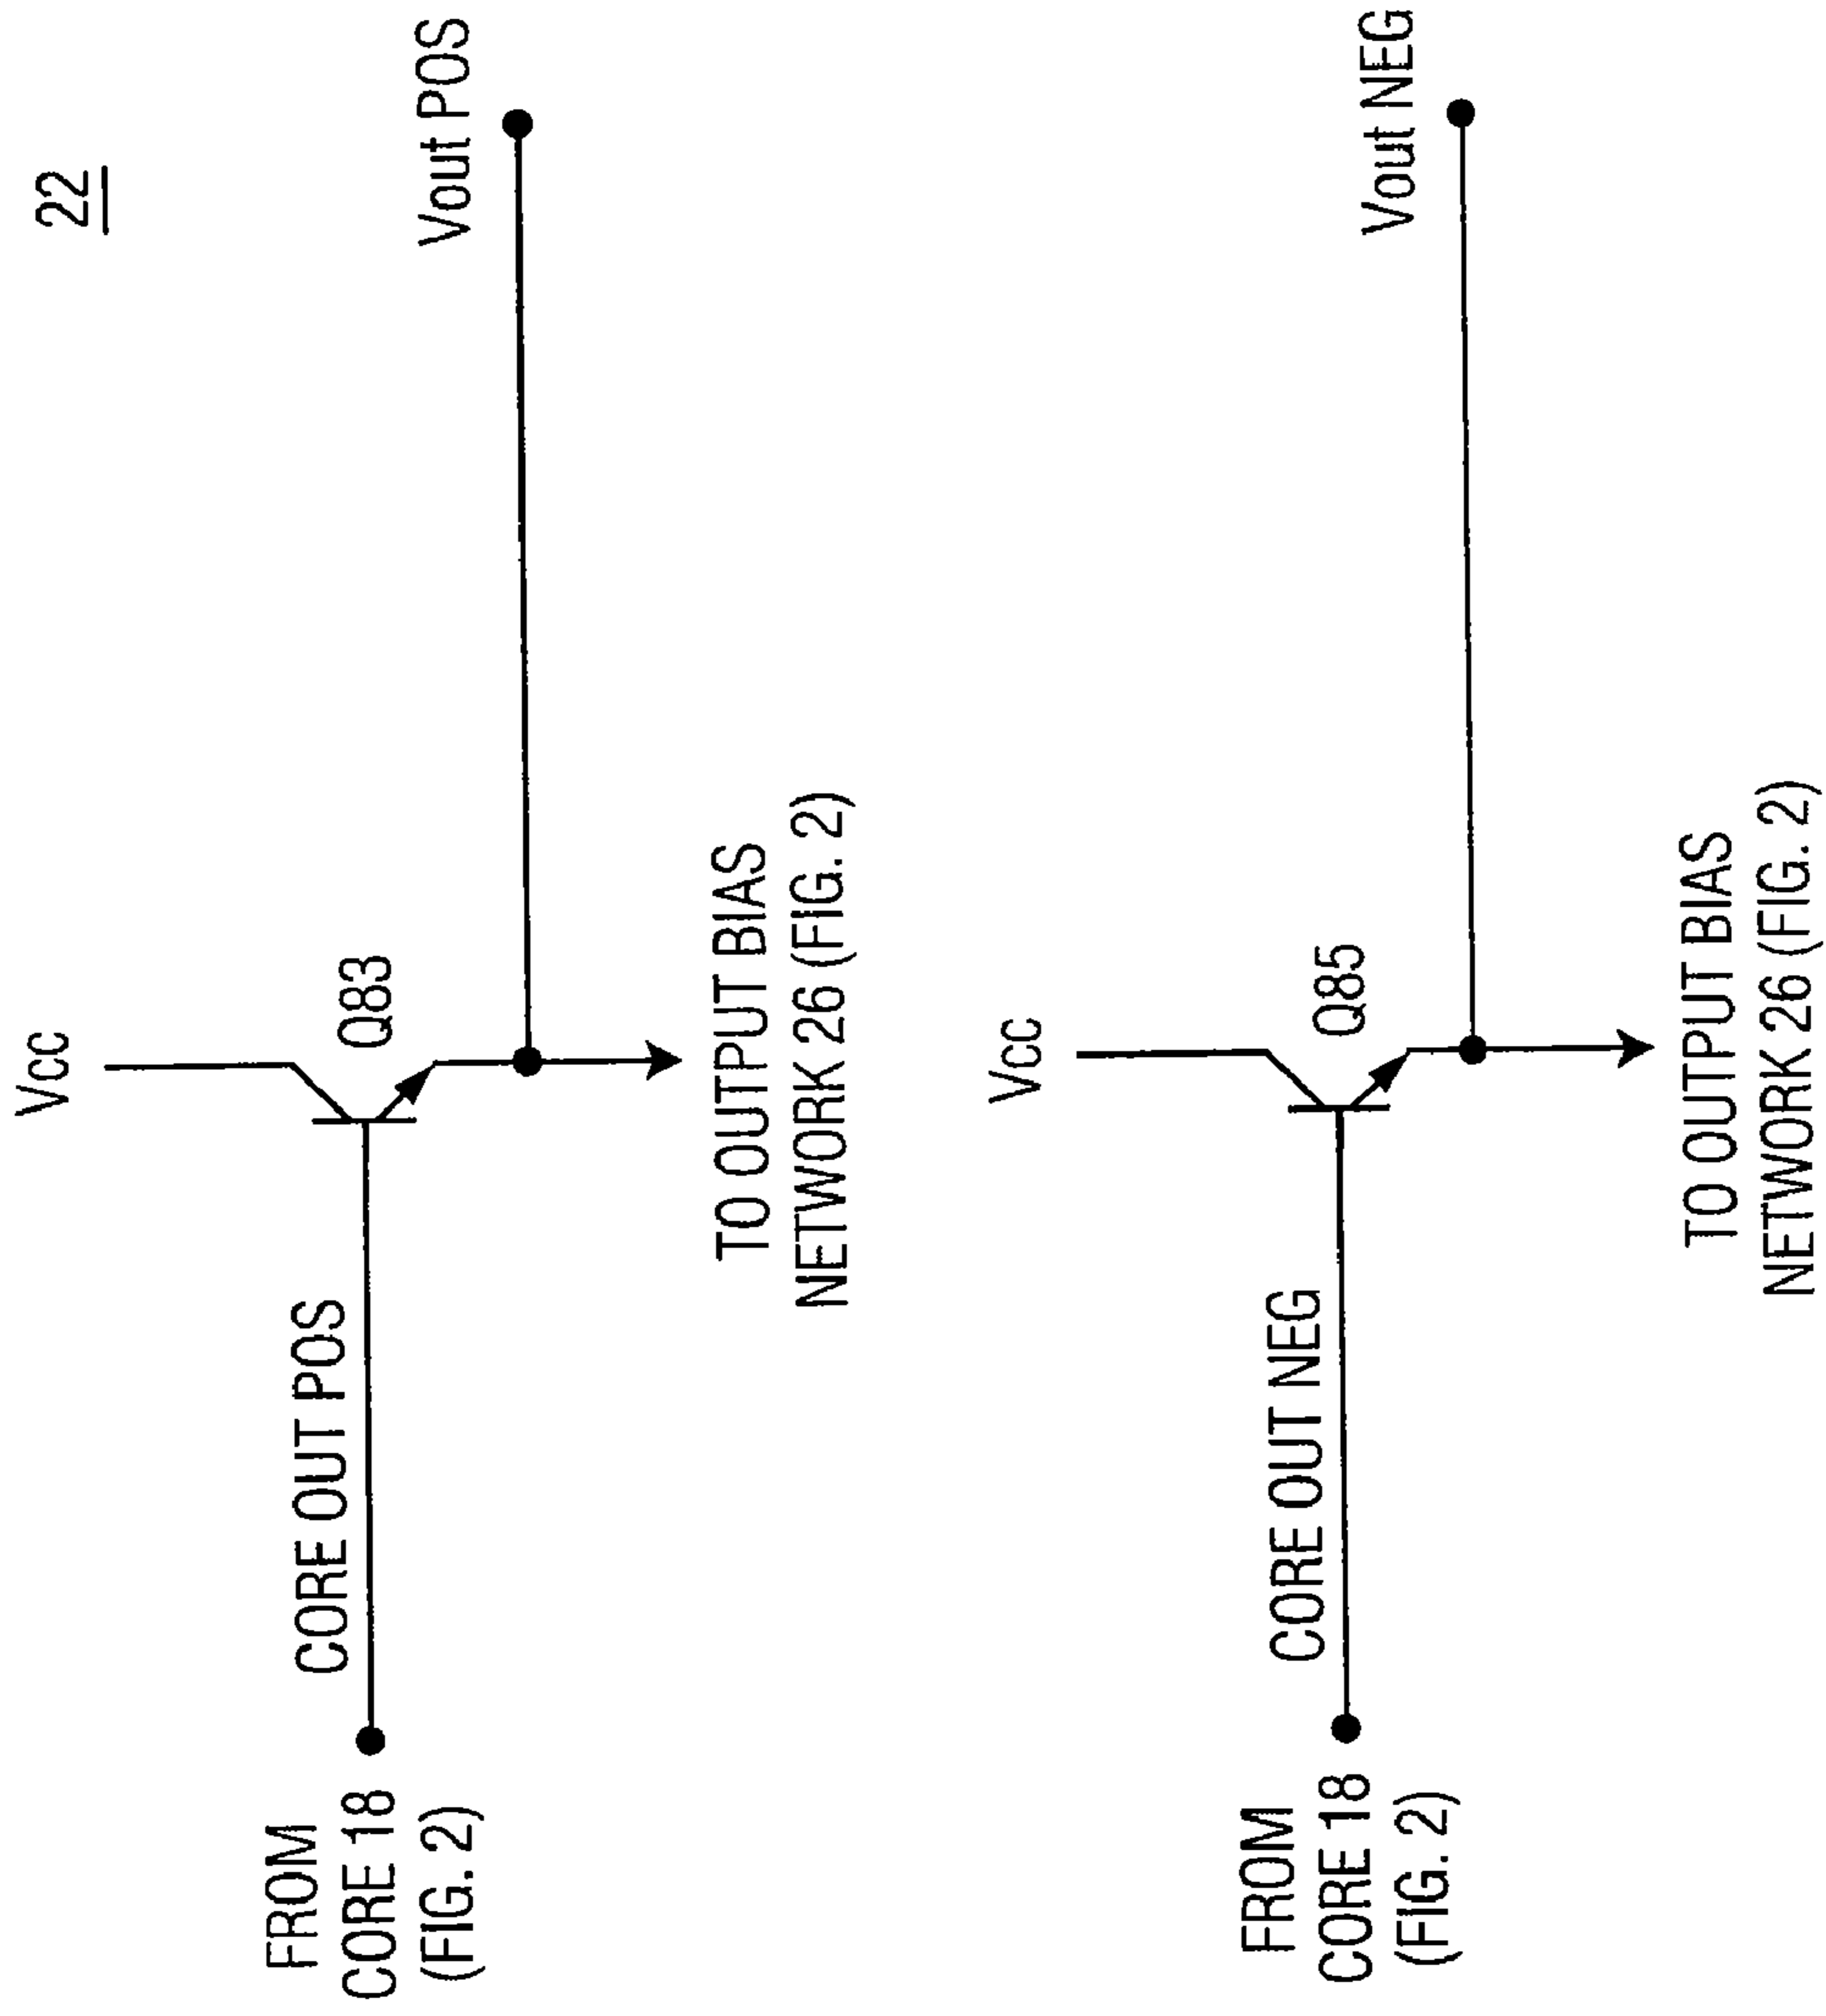 22
Vcc
Vout POS
Q83
CORE OUT POS
FROM
CORE 18
(FIG. 2)
TO OUTPUT BIAS
NETWORK 26 (FIG. 2)
Vcc
Vout NEG
Q85
CORE OUT NEG
FROM
CORE 18
(FIG. 2)
TO OUTPUT BIAS
NETWORK 26 (FIG. 2)